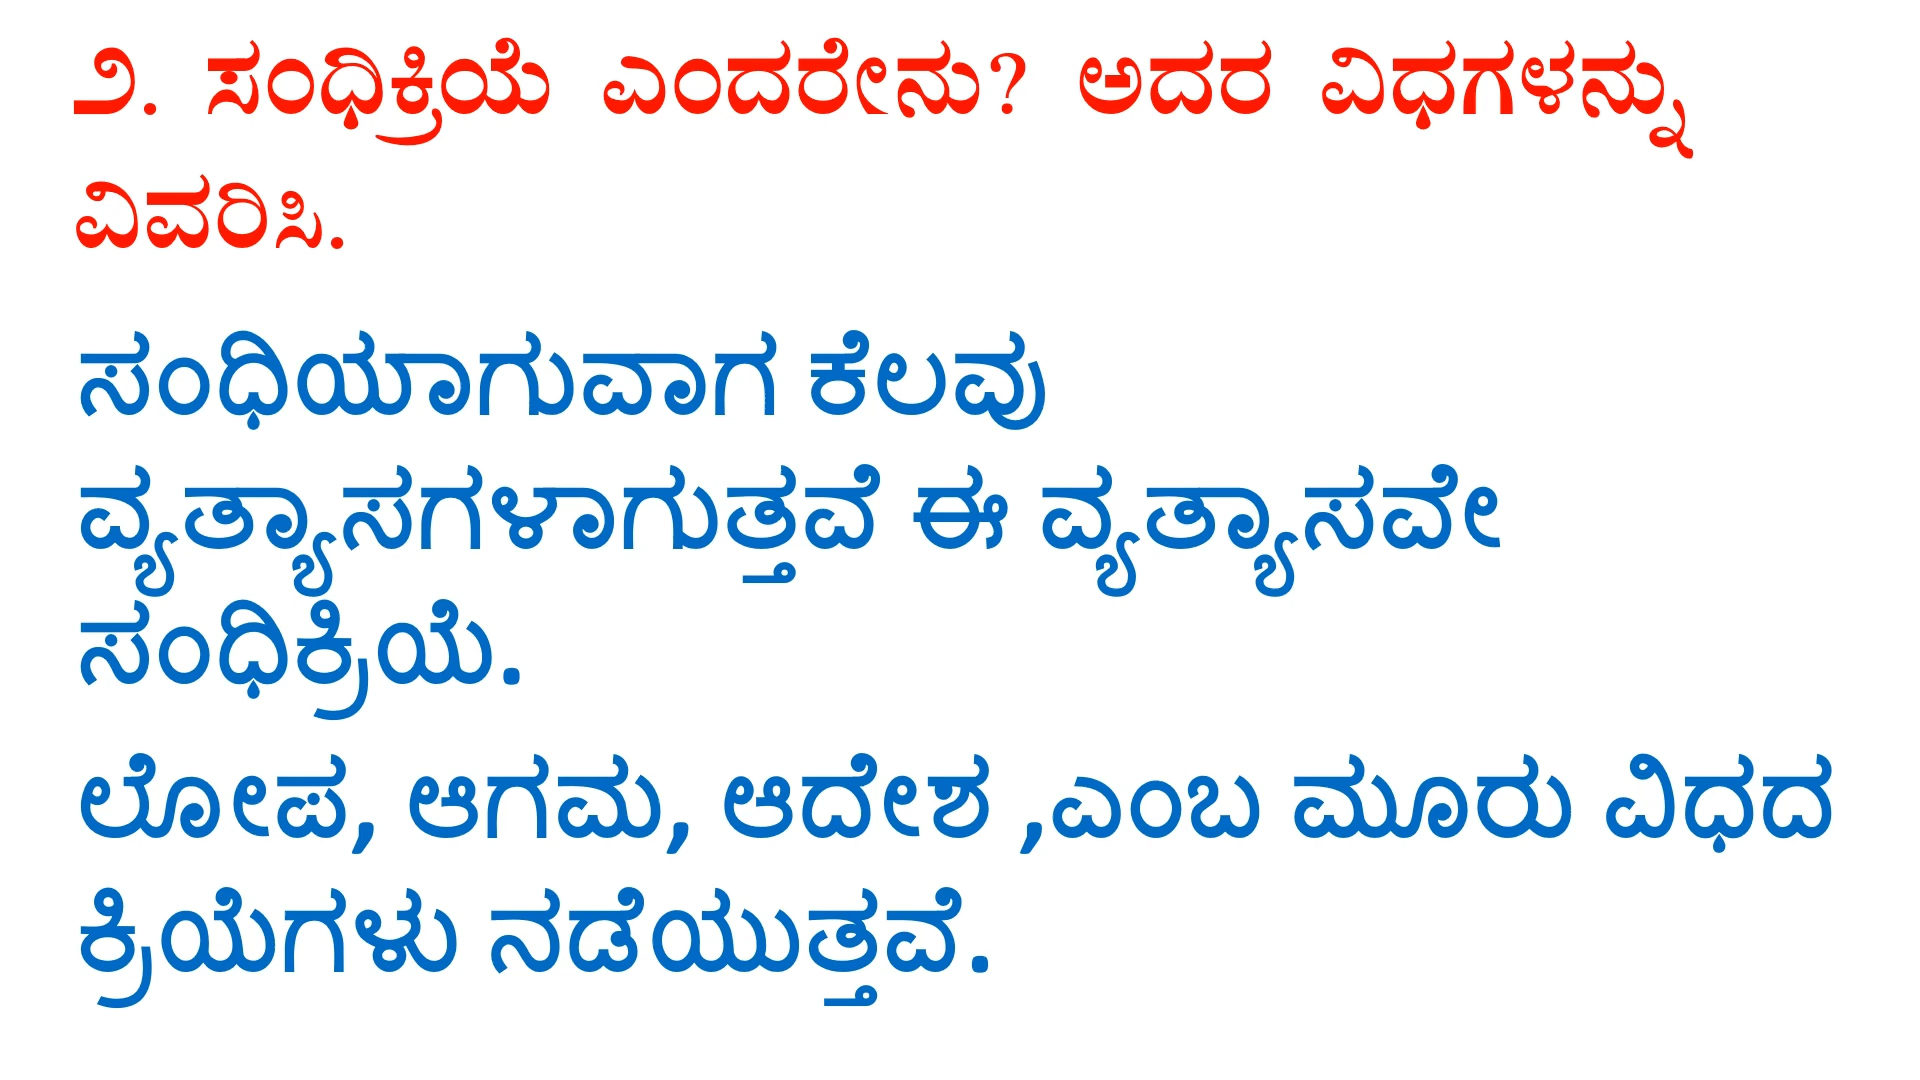 ೨. ಸಂಧಿಕ್ರಿಯೆ ಎಂದರೇನು? ಅದರ ವಿಧಗಳನ್ನು
ವಿವರಿಸಿ.
ಸಂಧಿಯಾಗುವಾಗ ಕೆಲವು
ವ್ಯತ್ಯಾಸಗಳಾಗುತ್ತವೆ ಈ ವ್ಯತ್ಯಾಸವೇ
ಸಂಧಿಕ್ರಿಯೆ.
ಲೋಪ, ಆಗಮ, ಆದೇಶ ,ಎಂಬ ಮೂರು ವಿಧದ
ಕ್ರಿಯೆಗಳು ನಡೆಯುತ್ತವೆ.